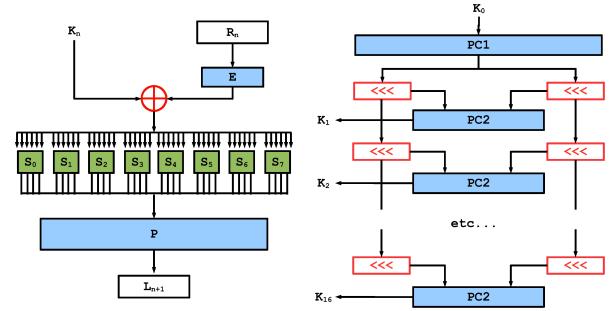 Kn
Rn
E
S0 S1 S2 S3 S4 S5 S6 S7
P
Ln+1
K0
PC1
<<< <<<
K1 PC2
<<< <<<
K2 PC2
etc...
<<< <<<
K16 PC2